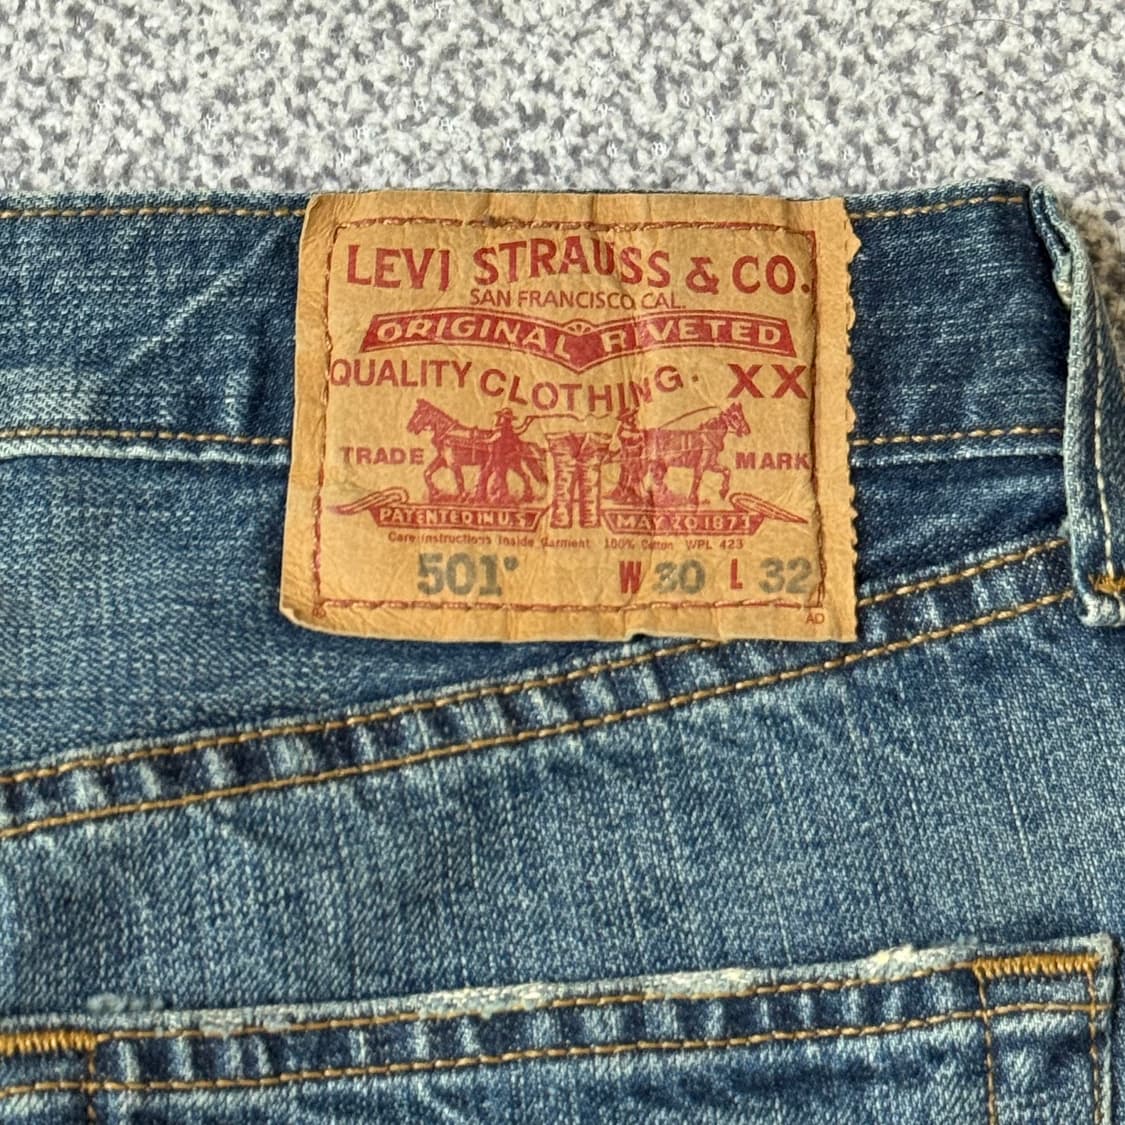 LEVI STRAUSS & CO.
SAN FRANCISCO CAL.
ORIGINAL RIVETED
QUALITY CLOTHING. XX
TRADE MARK
PATENTED IN U.S. MAY 20 1873
Care instructions inside garment 100% Cotton WPL 423
501® W 30 L 32
AD